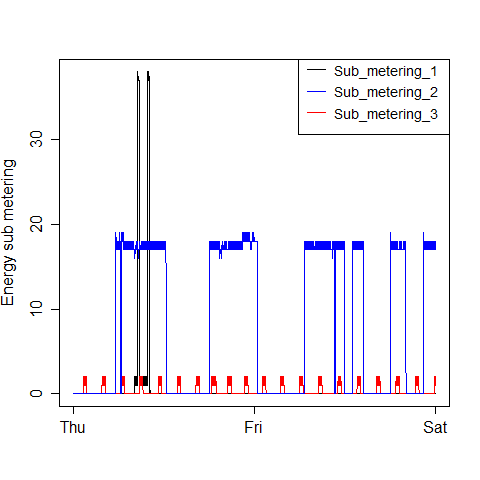 Sub_metering_1
Sub_metering_2
Sub_metering_3
Energy sub metering
30
20
10
0
Thu Fri Sat